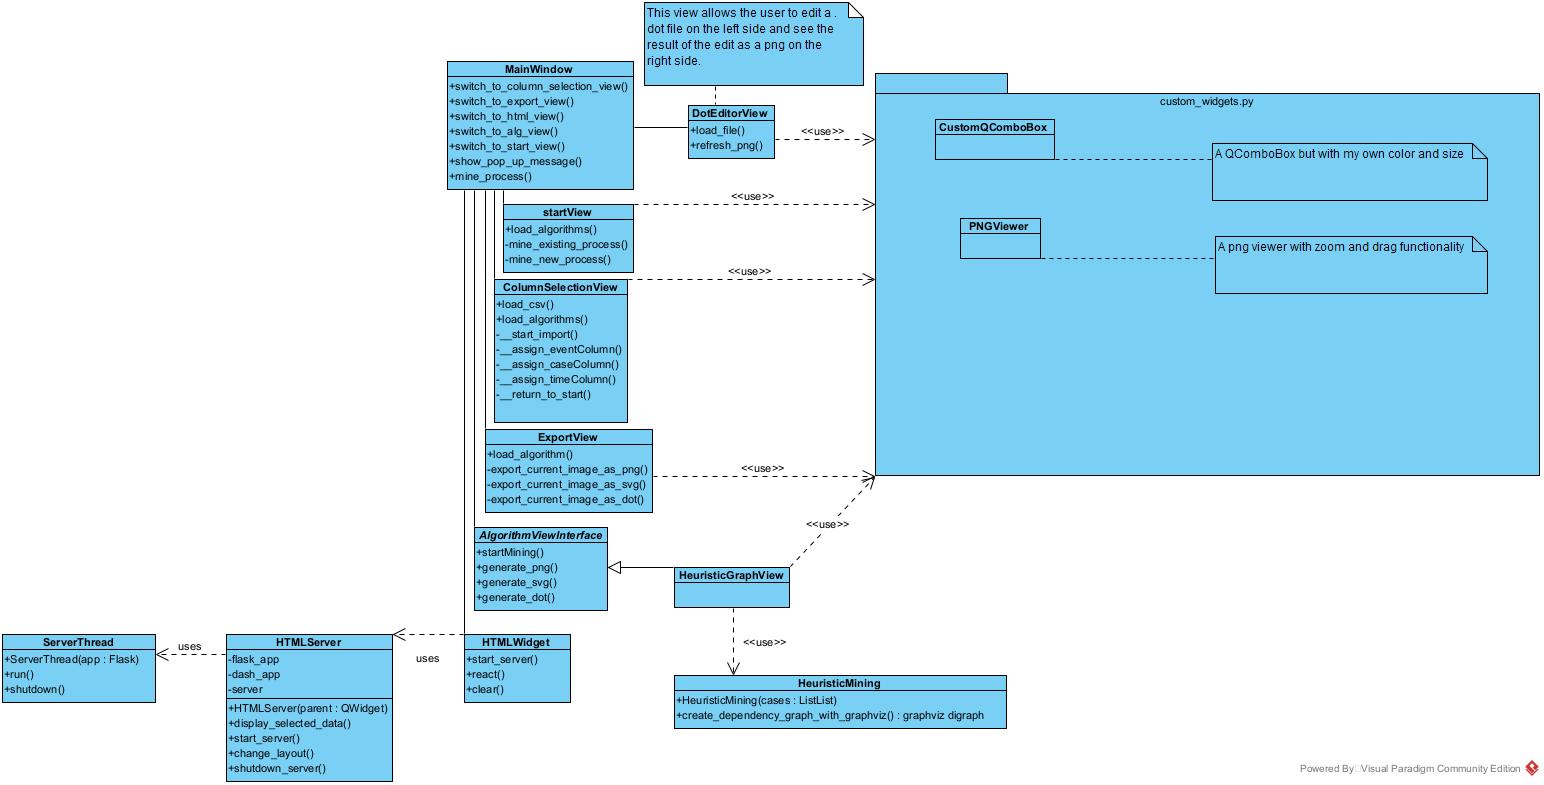 This view allows the user to edit a .
dot file on the left side and see the
result of the edit as a png on the
right side.
MainWindow
+switch_to_column_selection_view()
+switch_to_export_view()
+switch_to_html_view()
+switch_to_alg_view()
+switch_to_start_view()
+show_pop_up_message()
+mine_process()
DotEditorView
+load_file()
+refresh_png()
<<use>>
custom_widgets.py
CustomQComboBox
A QComboBox but with my own color and size
PNGViewer
A png viewer with zoom and drag functionality
<<use>>
startView
+load_algorithms()
-mine_existing_process()
-mine_new_process()
<<use>>
ColumnSelectionView
+load_csv()
+load_algorithms()
-__start_import()
-__assign_eventColumn()
-__assign_caseColumn()
-__assign_timeColumn()
-__return_to_start()
ExportView
+load_algorithm()
-export_current_image_as_png()
-export_current_image_as_svg()
-export_current_image_as_dot()
<<use>>
<<use>>
AlgorithmViewInterface
+startMining()
+generate_png()
+generate_svg()
+generate_dot()
HeuristicGraphView
<<use>>
ServerThread
+ServerThread(app : Flask)
+run()
+shutdown()
uses
HTMLServer
-flask_app
-dash_app
-server
+HTMLServer(parent : QWidget)
+display_selected_data()
+start_server()
+change_layout()
+shutdown_server()
uses
HTMLWidget
+start_server()
+react()
+clear()
HeuristicMining
+HeuristicMining(cases : ListList)
+create_dependency_graph_with_graphviz() : graphviz digraph
Powered By Visual Paradigm Community Edition